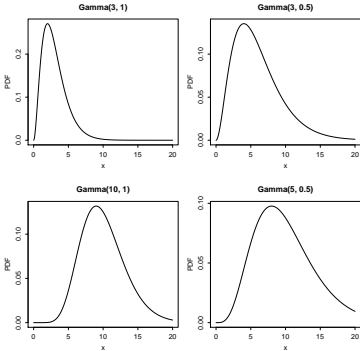 Gamma(3, 1)
PDF
0.0 0.1 0.2
0 5 10 15 20
x
Gamma(3, 0.5)
PDF
0.00 0.05 0.10
0 5 10 15 20
x
Gamma(10, 1)
PDF
0.00 0.05 0.10
0 5 10 15 20
x
Gamma(5, 0.5)
PDF
0.00 0.05 0.10
0 5 10 15 20
x